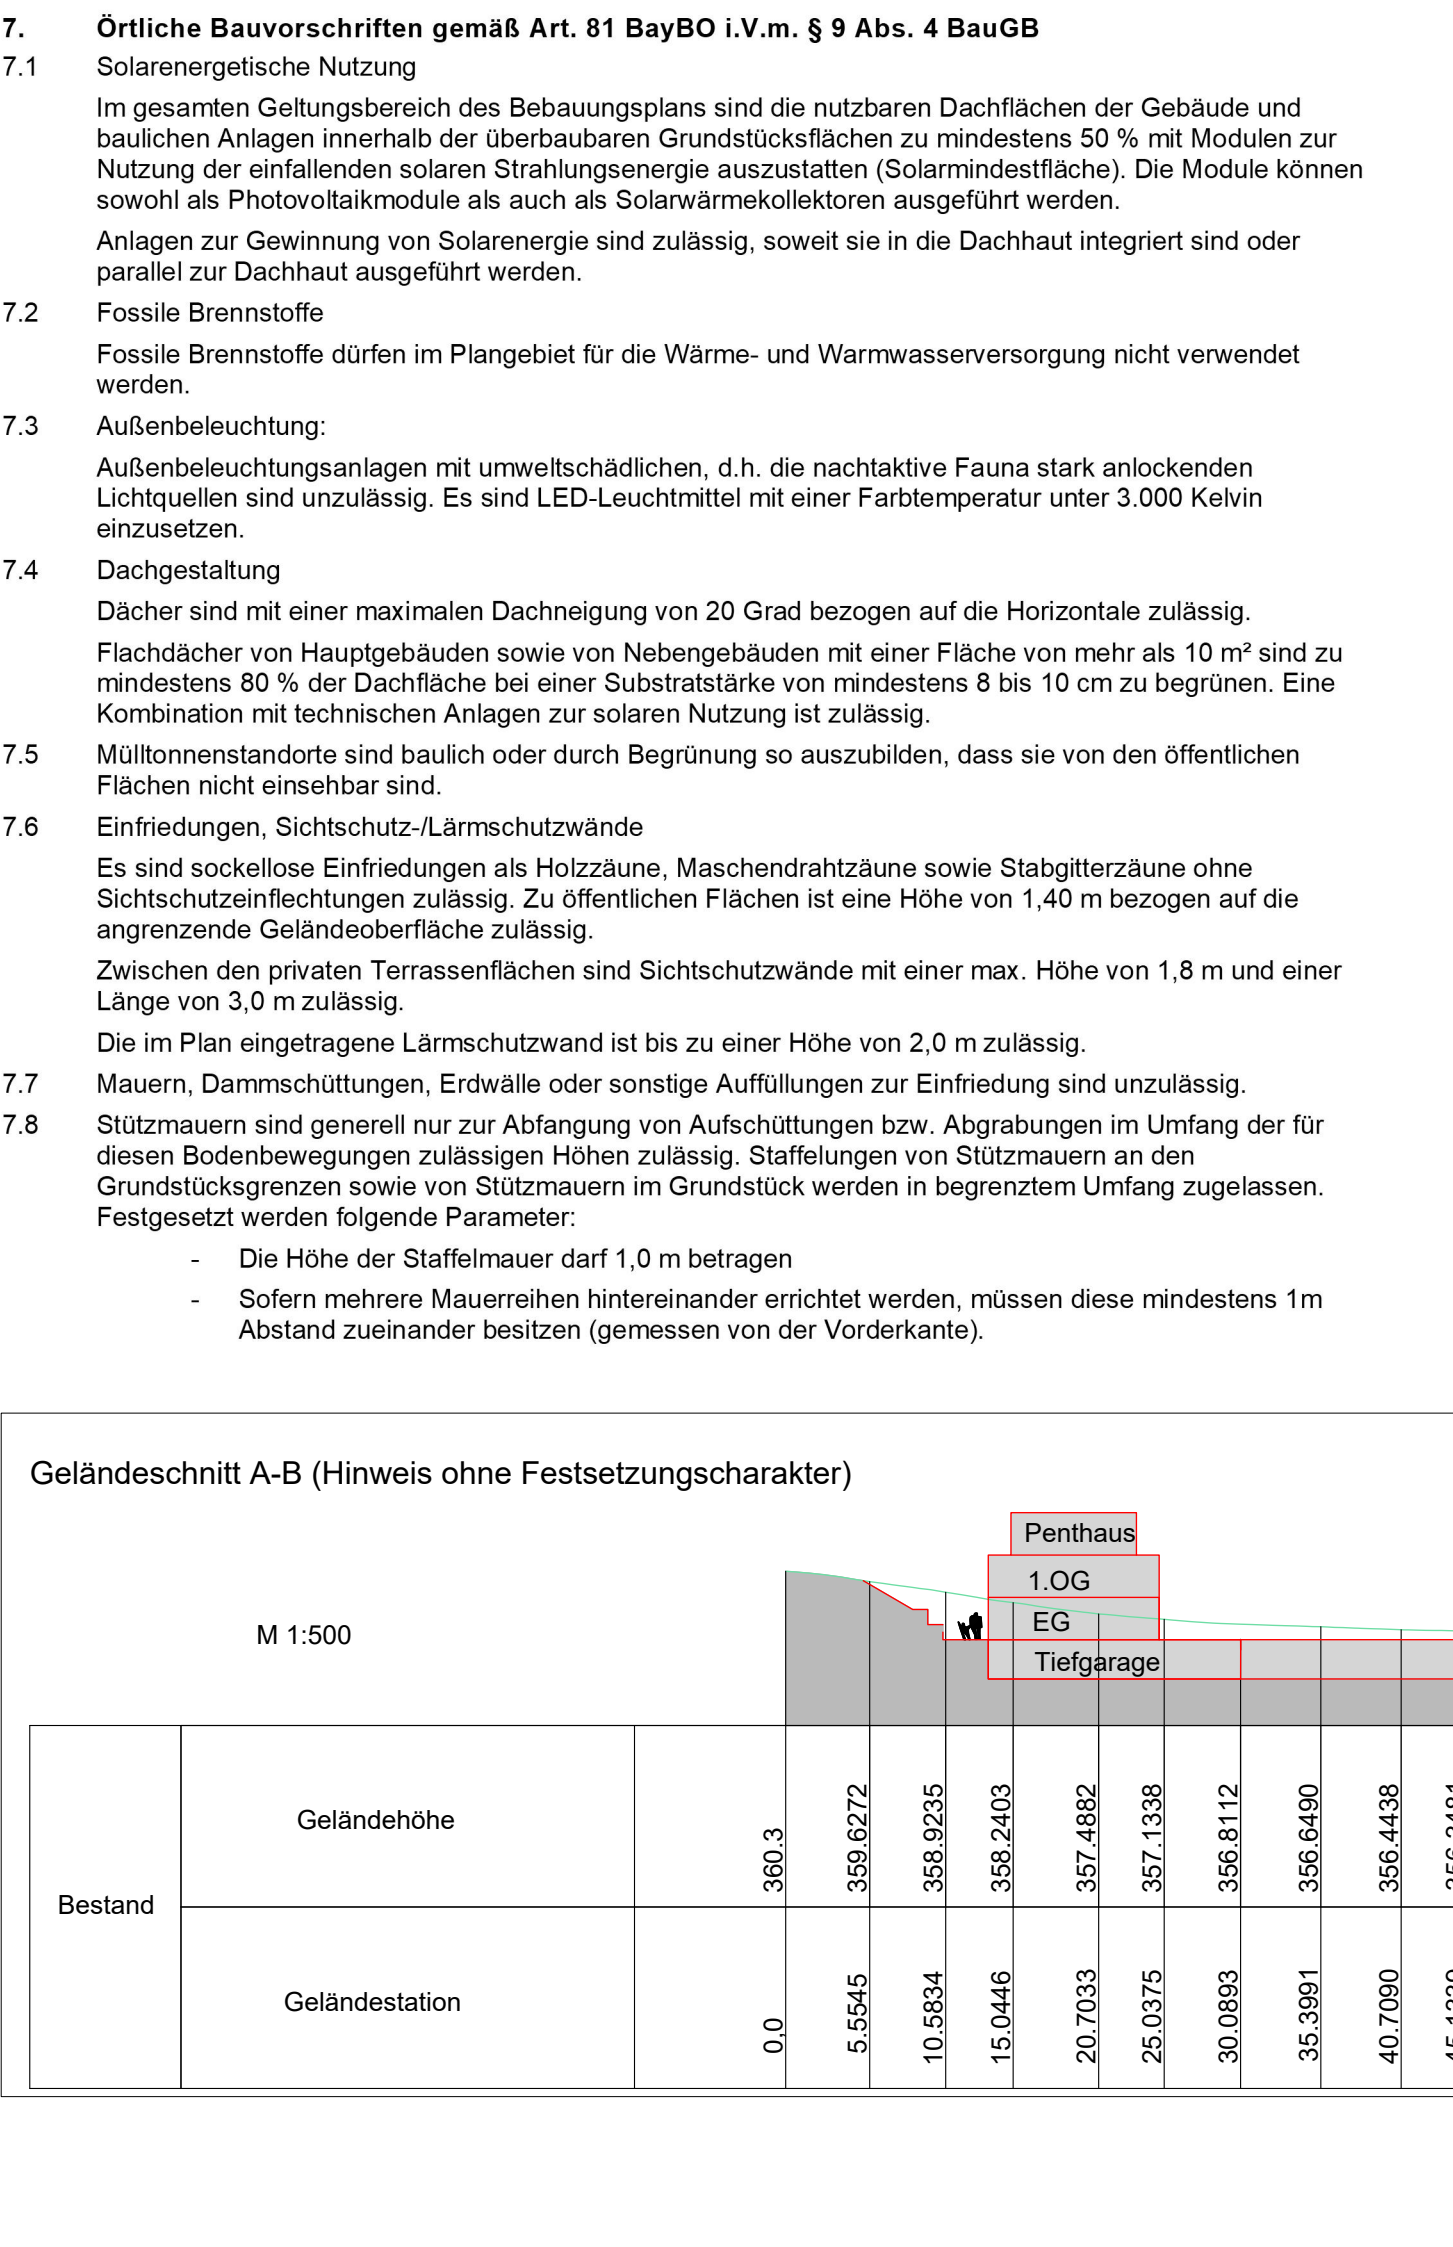 7. Örtliche Bauvorschriften gemäß Art. 81 BayBO i.V.m. § 9 Abs. 4 BauGB
7.1 Solarenergetische Nutzung
Im gesamten Geltungsbereich des Bebauungsplans sind die nutzbaren Dachflächen der Gebäude und
baulichen Anlagen innerhalb der überbaubaren Grundstücksflächen zu mindestens 50 % mit Modulen zur
Nutzung der einfallenden solaren Strahlungsenergie auszustatten (Solarmindestfläche). Die Module können
sowohl als Photovoltaikmodule als auch als Solarwärmekollektoren ausgeführt werden.
Anlagen zur Gewinnung von Solarenergie sind zulässig, soweit sie in die Dachhaut integriert sind oder
parallel zur Dachhaut ausgeführt werden.
7.2 Fossile Brennstoffe
Fossile Brennstoffe dürfen im Plangebiet für die Wärme- und Warmwasserversorgung nicht verwendet
werden.
7.3 Außenbeleuchtung:
Außenbeleuchtungsanlagen mit umweltschädlichen, d.h. die nachtaktive Fauna stark anlockenden
Lichtquellen sind unzulässig. Es sind LED-Leuchtmittel mit einer Farbtemperatur unter 3.000 Kelvin
einzusetzen.
7.4 Dachgestaltung
Dächer sind mit einer maximalen Dachneigung von 20 Grad bezogen auf die Horizontale zulässig.
Flachdächer von Hauptgebäuden sowie von Nebengebäuden mit einer Fläche von mehr als 10 m² sind zu
mindestens 80 % der Dachfläche bei einer Substratstärke von mindestens 8 bis 10 cm zu begrünen. Eine
Kombination mit technischen Anlagen zur solaren Nutzung ist zulässig.
7.5 Mülltonnenstandorte sind baulich oder durch Begrünung so auszubilden, dass sie von den öffentlichen
Flächen nicht einsehbar sind.
7.6 Einfriedungen, Sichtschutz-/Lärmschutzwände
Es sind sockellose Einfriedungen als Holzzäune, Maschendrahtzäune sowie Stabgitterzäune ohne
Sichtschutzeinflechtungen zulässig. Zu öffentlichen Flächen ist eine Höhe von 1,40 m bezogen auf die
angrenzende Geländeoberfläche zulässig.
Zwischen den privaten Terrassenflächen sind Sichtschutzwände mit einer max. Höhe von 1,8 m und einer
Länge von 3,0 m zulässig.
Die im Plan eingetragene Lärmschutzwand ist bis zu einer Höhe von 2,0 m zulässig.
7.7 Mauern, Dammschüttungen, Erdwälle oder sonstige Auffüllungen zur Einfriedung sind unzulässig.
7.8 Stützmauern sind generell nur zur Abfangung von Aufschüttungen bzw. Abgrabungen im Umfang der für
diesen Bodenbewegungen zulässigen Höhen zulässig. Staffelungen von Stützmauern an den
Grundstücksgrenzen sowie von Stützmauern im Grundstück werden in begrenztem Umfang zugelassen.
Festgesetzt werden folgende Parameter:
- Die Höhe der Staffelmauer darf 1,0 m betragen
- Sofern mehrere Mauerreihen hintereinander errichtet werden, müssen diese mindestens 1m
Abstand zueinander besitzen (gemessen von der Vorderkante).
Geländeschnitt A-B (Hinweis ohne Festsetzungscharakter)
Penthaus
1.OG
M 1:500
EG
Tiefgarage
Bestand
Geländehöhe
360.3
359.6272
358.9235
358.2403
357.4882
357.1338
356.8112
356.6490
356.4438
Geländestation
0,0
5.5545
10.5834
15.0446
20.7033
25.0375
30.0893
35.3991
40.7090